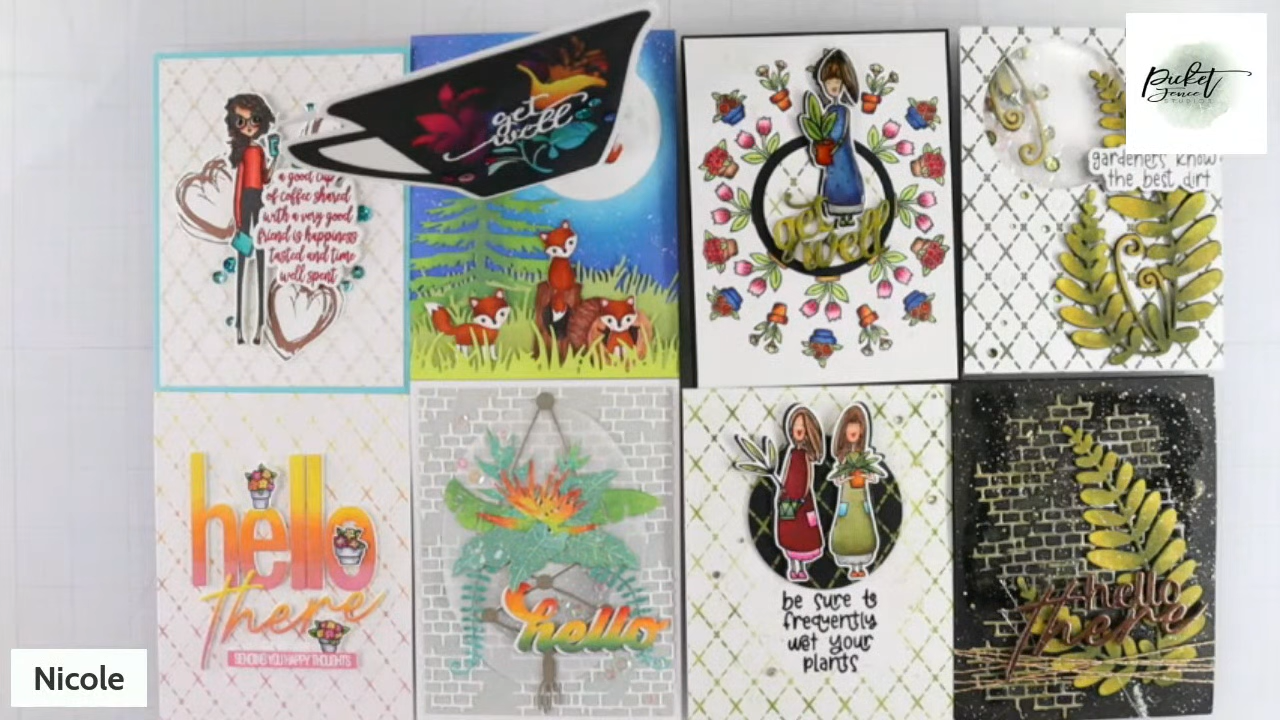 Picket
Fence
STUDIOS
get
well
a good cup
of coffee shared
with a very good
friend is happiness
tasted and time
well spent
get
well
gardeners know
the best dirt
hello
there
SENDING YOU HAPPY THOUGHTS
hello
be sure to
frequently
wet your
plants
hello
there
Nicole